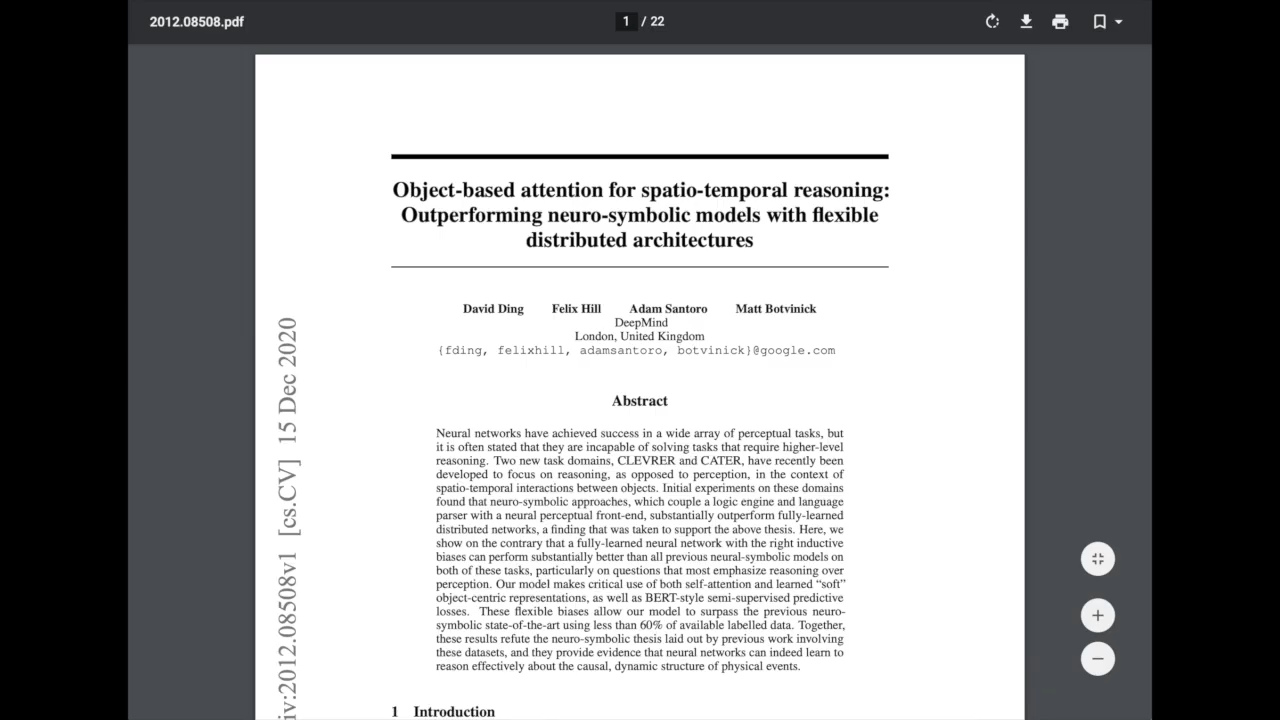 2012.08508.pdf
1 / 22
Object-based attention for spatio-temporal reasoning:
Outperforming neuro-symbolic models with flexible
distributed architectures
David Ding Felix Hill Adam Santoro Matt Botvinick
DeepMind
London, United Kingdom
{fding, felixhill, adamsantoro, botvinick}@google.com
Abstract
Neural networks have achieved success in a wide array of perceptual tasks, but
it is often stated that they are incapable of solving tasks that require higher-level
reasoning. Two new task domains, CLEVRER and CATER, have recently been
developed to focus on reasoning, as opposed to perception, in the context of
spatio-temporal interactions between objects. Initial experiments on these domains
found that neuro-symbolic approaches, which couple a logic engine and language
parser with a neural perceptual front-end, substantially outperform fully-learned
distributed networks, a finding that was taken to support the above thesis. Here, we
show on the contrary that a fully-learned neural network with the right inductive
biases can perform substantially better than all previous neural-symbolic models on
both of these tasks, particularly on questions that most emphasize reasoning over
perception. Our model makes critical use of both self-attention and learned “soft”
object-centric representations, as well as BERT-style semi-supervised predictive
losses. These flexible biases allow our model to surpass the previous neuro-
symbolic state-of-the-art using less than 60% of available labelled data. Together,
these results refute the neuro-symbolic thesis laid out by previous work involving
these datasets, and they provide evidence that neural networks can indeed learn to
reason effectively about the causal, dynamic structure of physical events.
1 Introduction
iv:2012.08508v1 [cs.CV] 15 Dec 2020